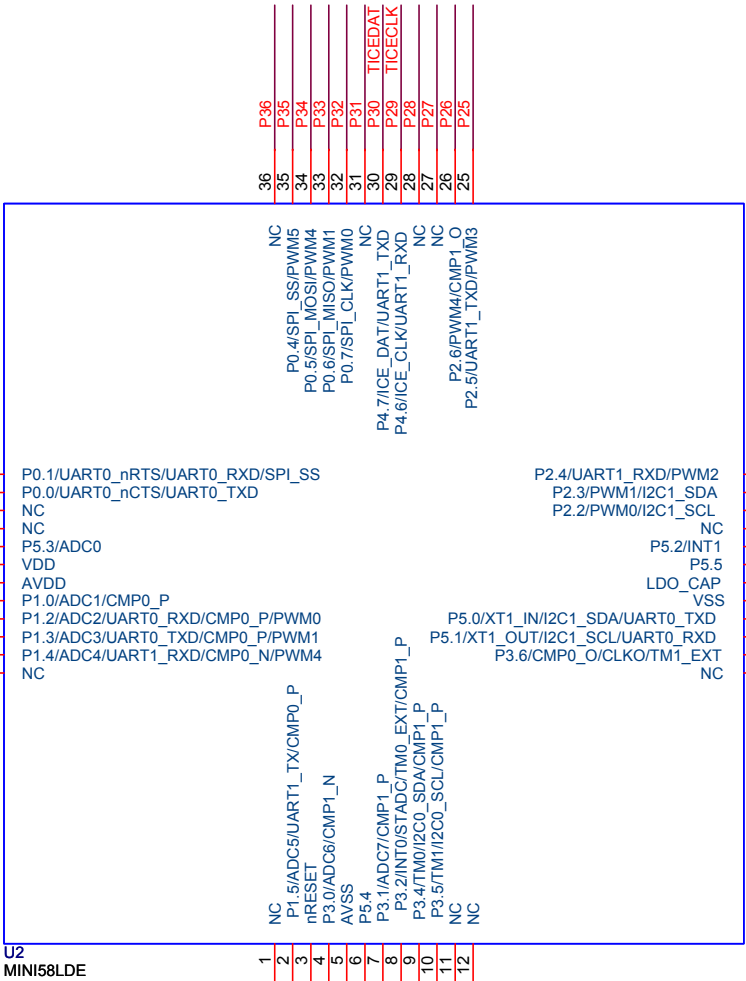 TICEDAT
TICECLK
P36
P35
P34
P33
P32
P31
P30
P29
P28
P27
P26
P25
36
35
34
33
32
31
30
29
28
27
26
25
NC
P0.4/SPI_SS/PWM5
P0.5/SPI_MOSI/PWM4
P0.6/SPI_MISO/PWM1
P0.7/SPI_CLK/PWM0
NC
P4.7/ICE_DAT/UART1_TXD
P4.6/ICE_CLK/UART1_RXD
NC
NC
P2.6/PWM4/CMP1_O
P2.5/UART1_TXD/PWM3
P0.1/UART0_nRTS/UART0_RXD/SPI_SS
P0.0/UART0_nCTS/UART0_TXD
NC
NC
P5.3/ADC0
VDD
AVDD
P1.0/ADC1/CMP0_P
P1.2/ADC2/UART0_RXD/CMP0_P/PWM0
P1.3/ADC3/UART0_TXD/CMP0_P/PWM1
P1.4/ADC4/UART1_RXD/CMP0_N/PWM4
NC
P2.4/UART1_RXD/PWM2
P2.3/PWM1/I2C1_SDA
P2.2/PWM0/I2C1_SCL
NC
P5.2/INT1
P5.5
LDO_CAP
VSS
P5.0/XT1_IN/I2C1_SDA/UART0_TXD
P5.1/XT1_OUT/I2C1_SCL/UART0_RXD
P3.6/CMP0_O/CLKO/TM1_EXT
NC
NC
P1.5/ADC5/UART1_TX/CMP0_P
nRESET
P3.0/ADC6/CMP1_N
AVSS
P5.4
P3.1/ADC7/CMP1_P
P3.2/INT0/STADC/TM0_EXT/CMP1_P
P3.4/TM0/I2C0_SDA/CMP1_P
P3.5/TM1/I2C0_SCL/CMP1_P
NC
NC
1
2
3
4
5
6
7
8
9
10
11
12
U2
MINI58LDE